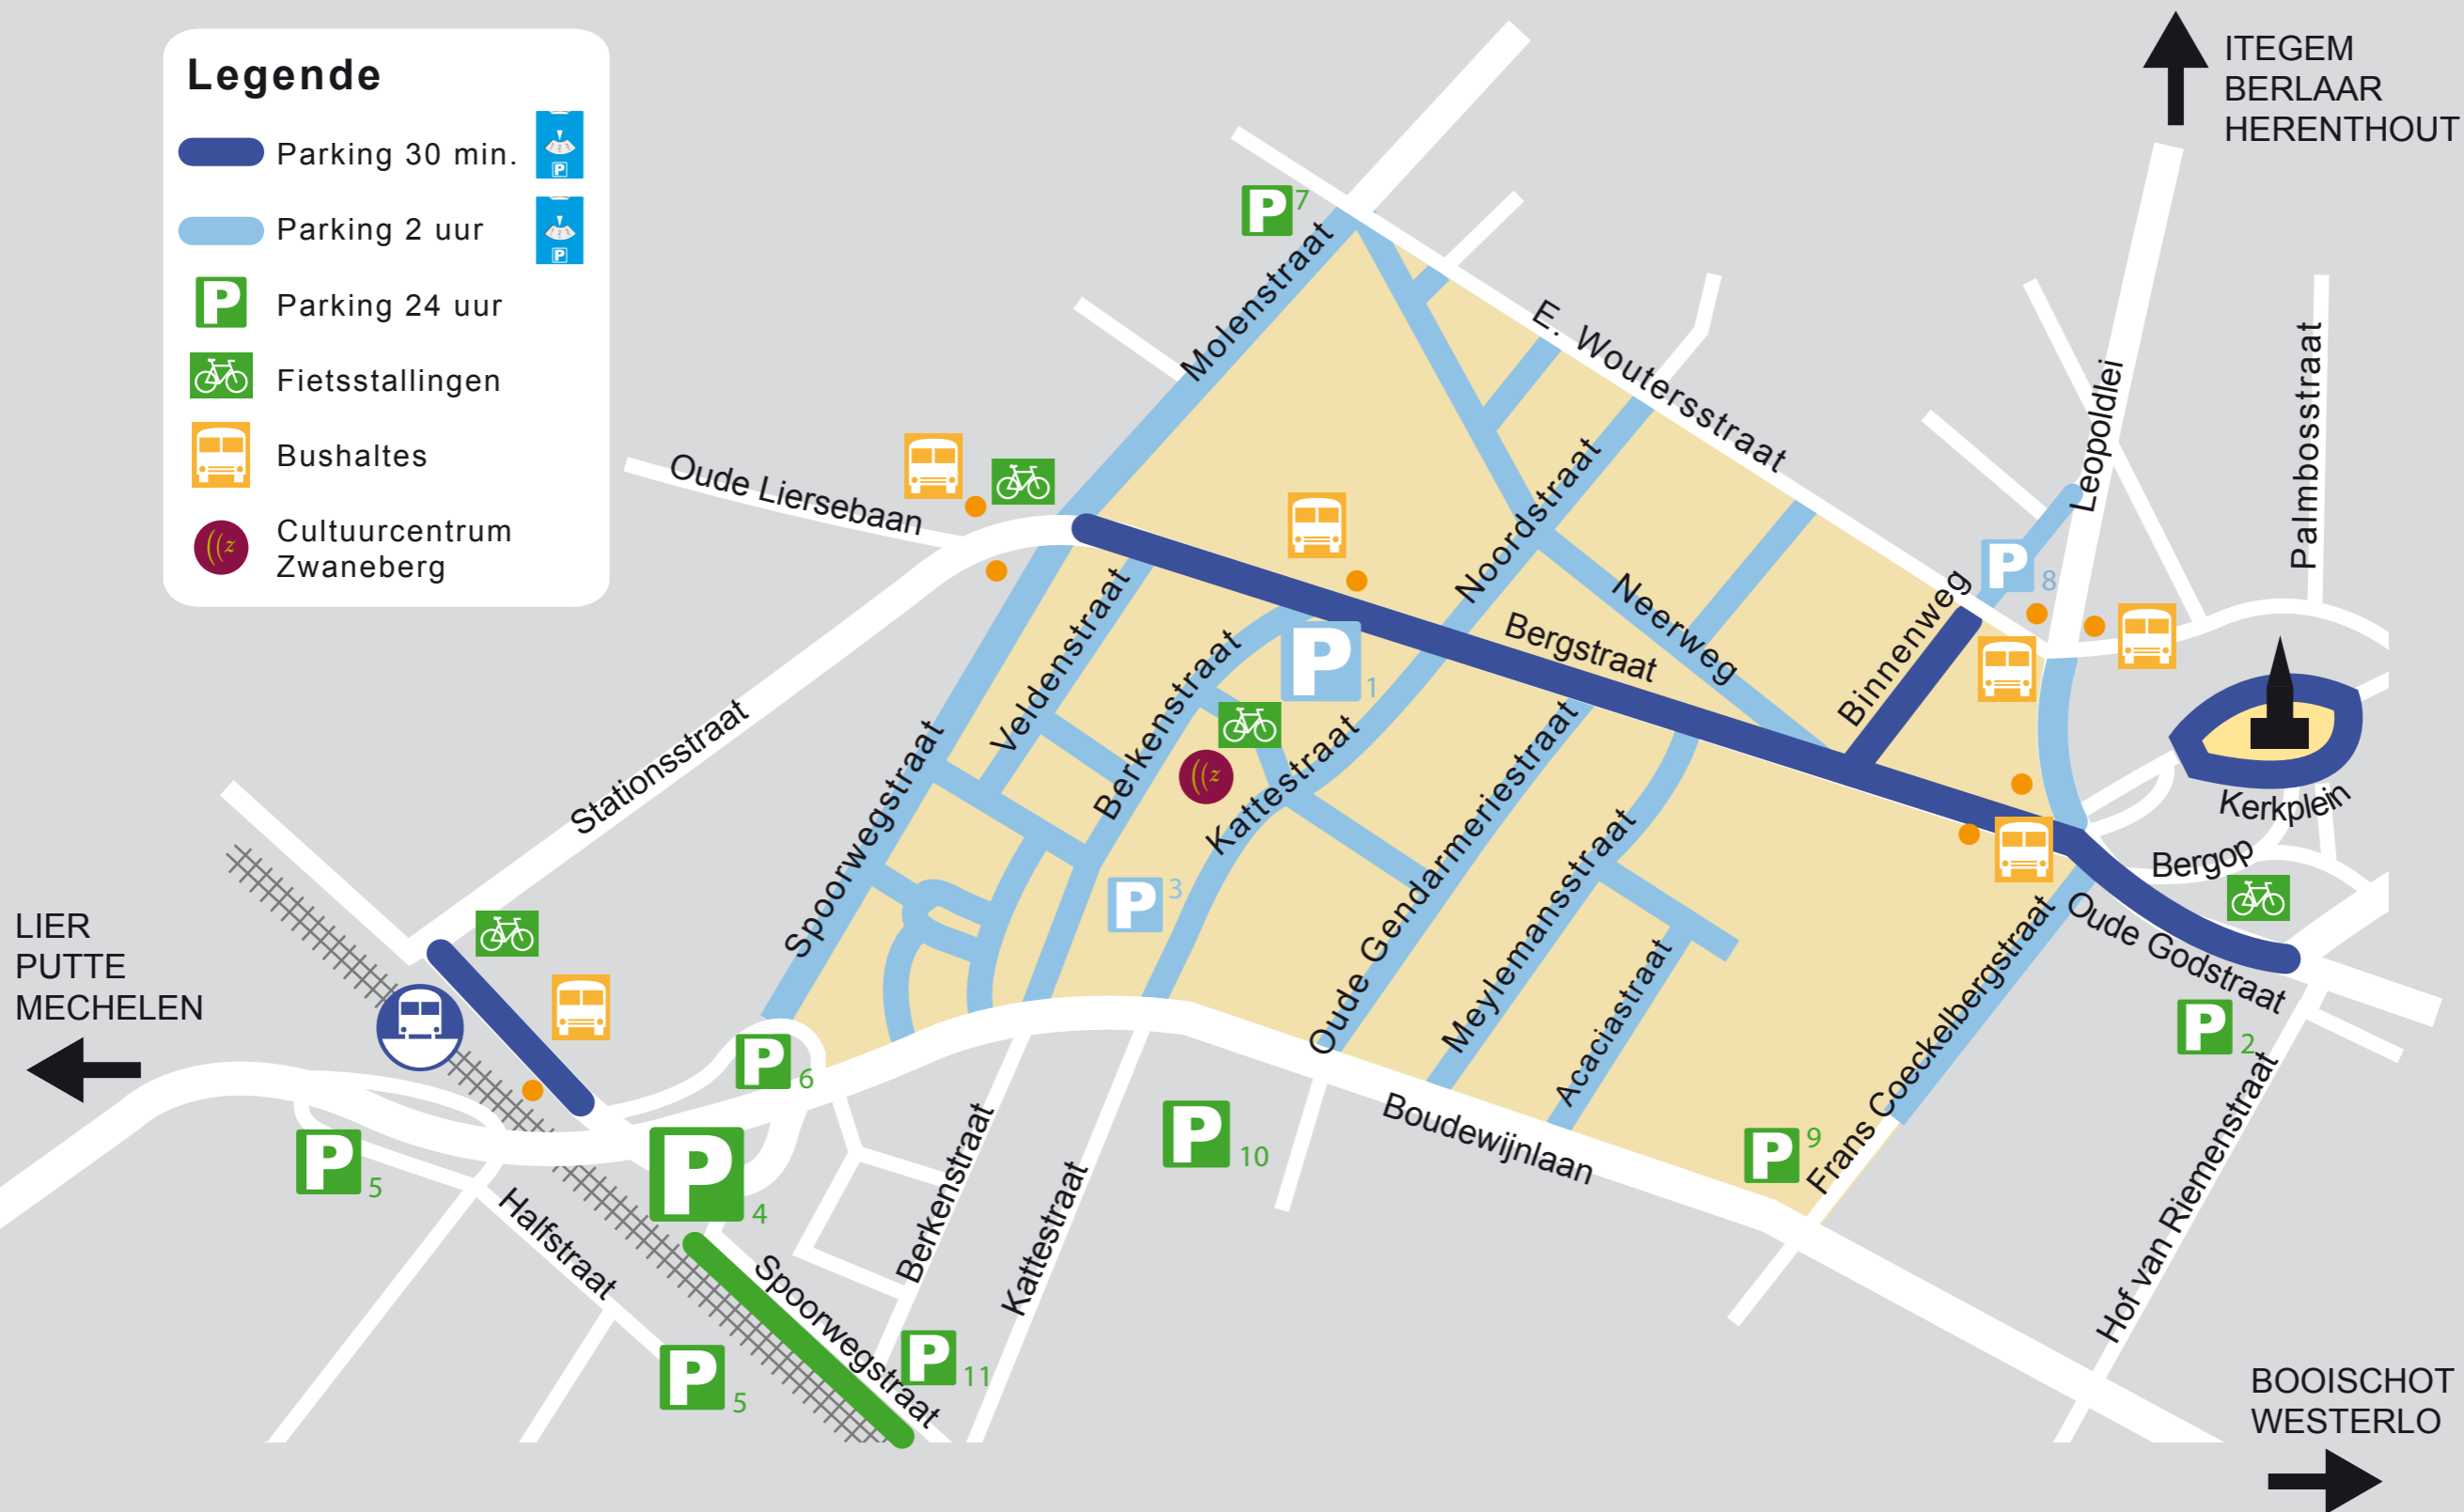 Legende
Parking 30 min.
P
Parking 2 uur
P
P
Parking 24 uur
Fietsstallingen
Bushaltes
z
Cultuurcentrum
Zwaneberg
ITEGEM
BERLAAR
HERENTHOUT
P 7
Molenstraat
E. Woutersstraat
Leopoldlei
Palmbosstraat
Oude Liersebaan
Noordstraat
Neerweg
Bergstraat
Binnenweg
P 8
Veldenstraat
Berkenstraat
P 1
Stationsstraat
Spoorwegstraat
z
Kattestraat
Oude Gendarmeriestraat
Meylemansstraat
Acaciastraat
Kerkplein
Bergop
P 3
Frans Coeckelbergstraat
Oude Godstraat
P 2
LIER
PUTTE
MECHELEN
P 6
P 10
Boudewijnlaan
P 9
Hof van Riemenstraat
P 5
P 4
Halfstraat
Berkenstraat
Kattestraat
Spoorwegstraat
P 5
P 11
BOOISCHOT
WESTERLO